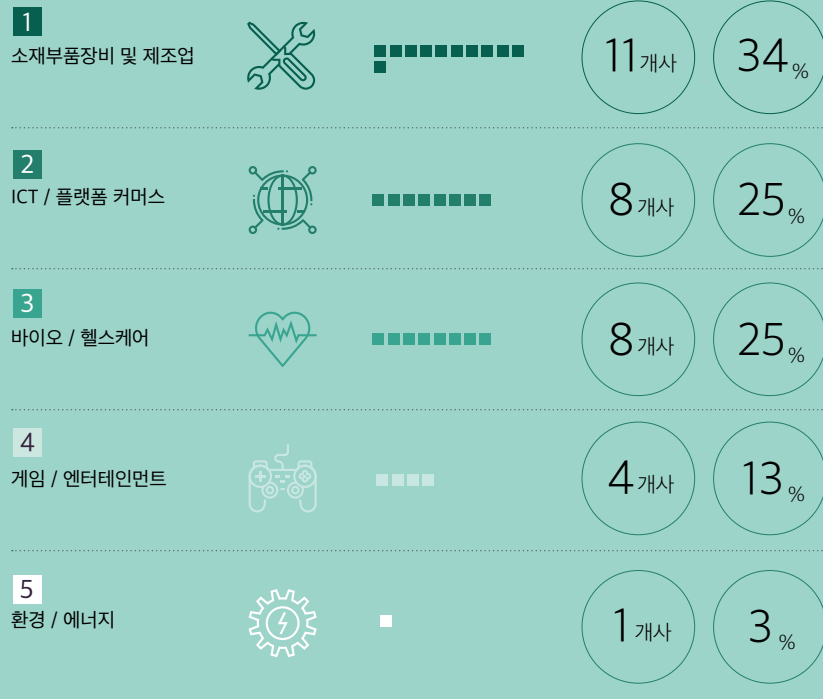 1
소재부품장비 및 제조업
11 개사
34 %
2
ICT / 플랫폼 커머스
8 개사
25 %
3
바이오 / 헬스케어
8 개사
25 %
4
게임 / 엔터테인먼트
4 개사
13 %
5
환경 / 에너지
1 개사
3 %